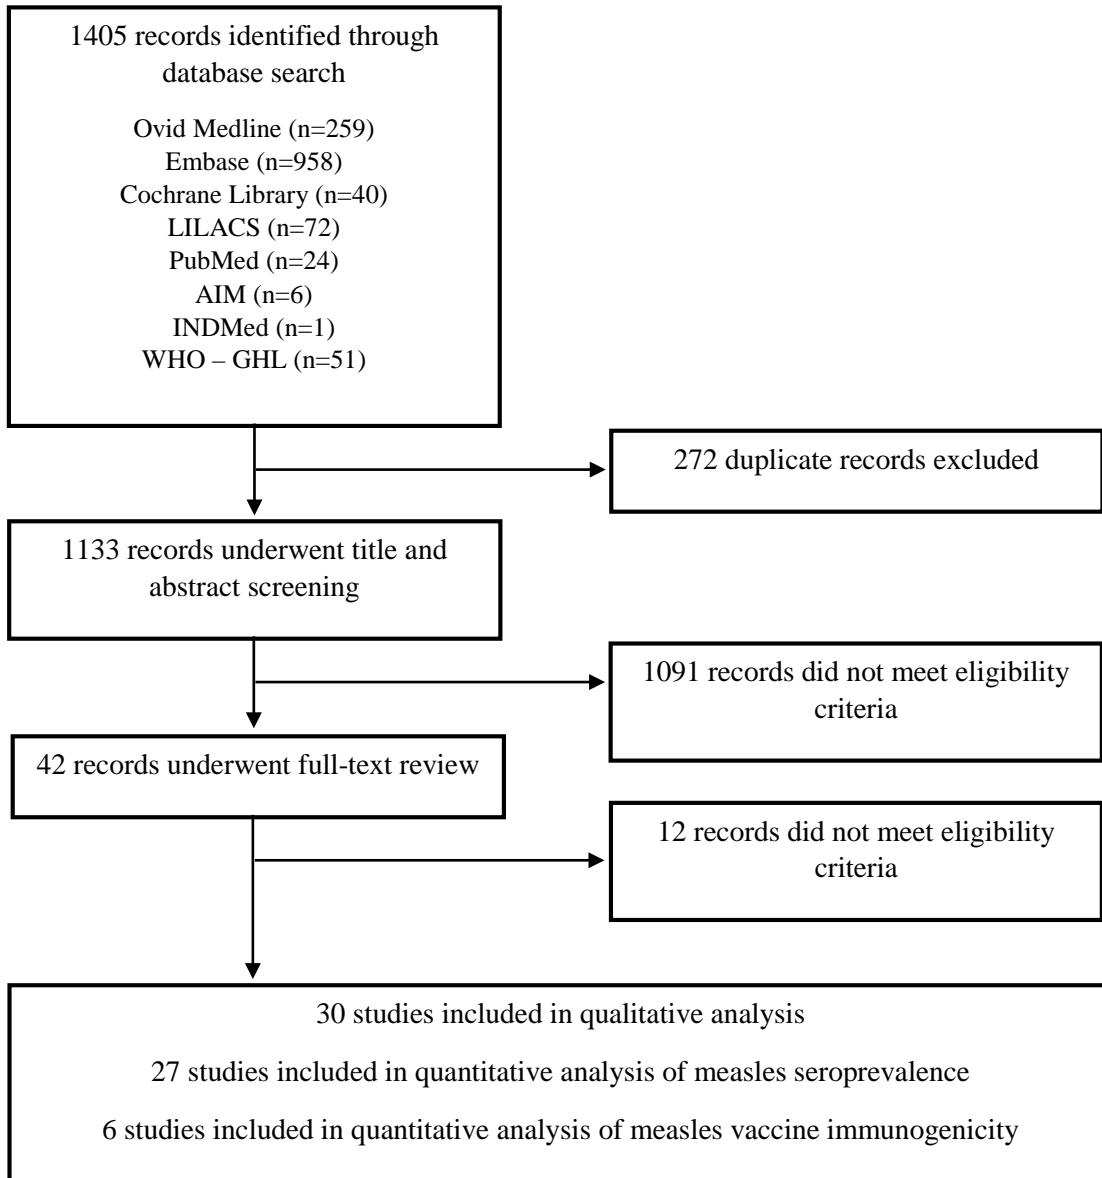 1405 records identified through
database search
Ovid Medline (n=259)
Embase (n=958)
Cochrane Library (n=40)
LILACS (n=72)
PubMed (n=24)
AIM (n=6)
INDMed (n=1)
WHO – GHL (n=51)
272 duplicate records excluded
1133 records underwent title and
abstract screening
1091 records did not meet eligibility
criteria
42 records underwent full-text review
12 records did not meet eligibility
criteria
30 studies included in qualitative analysis
27 studies included in quantitative analysis of measles seroprevalence
6 studies included in quantitative analysis of measles vaccine immunogenicity